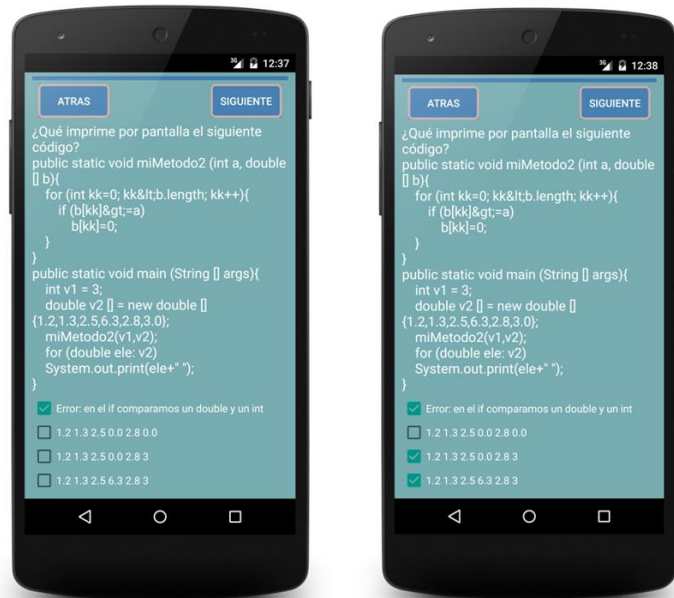 3G 12:37
ATRAS SIGUIENTE
¿Qué imprime por pantalla el siguiente
código?
public static void miMetodo2 (int a, double
[] b){
for (int kk=0; kk&lt;b.length; kk++){
if (b[kk]&gt;=a)
b[kk]=0;
}
}
public static void main (String [] args){
int v1 = 3;
double v2 [] = new double []
{1.2,1.3,2.5,6.3,2.8,3.0};
miMetodo2(v1,v2);
for (double ele: v2)
System.out.print(ele+" ");
}
Error: en el if comparamos un double y un int
1.2 1.3 2.5 0.0 2.8 0.0
1.2 1.3 2.5 0.0 2.8 3
1.2 1.3 2.5 6.3 2.8 3
3G 12:38
ATRAS SIGUIENTE
¿Qué imprime por pantalla el siguiente
código?
public static void miMetodo2 (int a, double
[] b){
for (int kk=0; kk&lt;b.length; kk++){
if (b[kk]&gt;=a)
b[kk]=0;
}
}
public static void main (String [] args){
int v1 = 3;
double v2 [] = new double []
{1.2,1.3,2.5,6.3,2.8,3.0};
miMetodo2(v1,v2);
for (double ele: v2)
System.out.print(ele+" ");
}
Error: en el if comparamos un double y un int
1.2 1.3 2.5 0.0 2.8 0.0
1.2 1.3 2.5 0.0 2.8 3
1.2 1.3 2.5 6.3 2.8 3